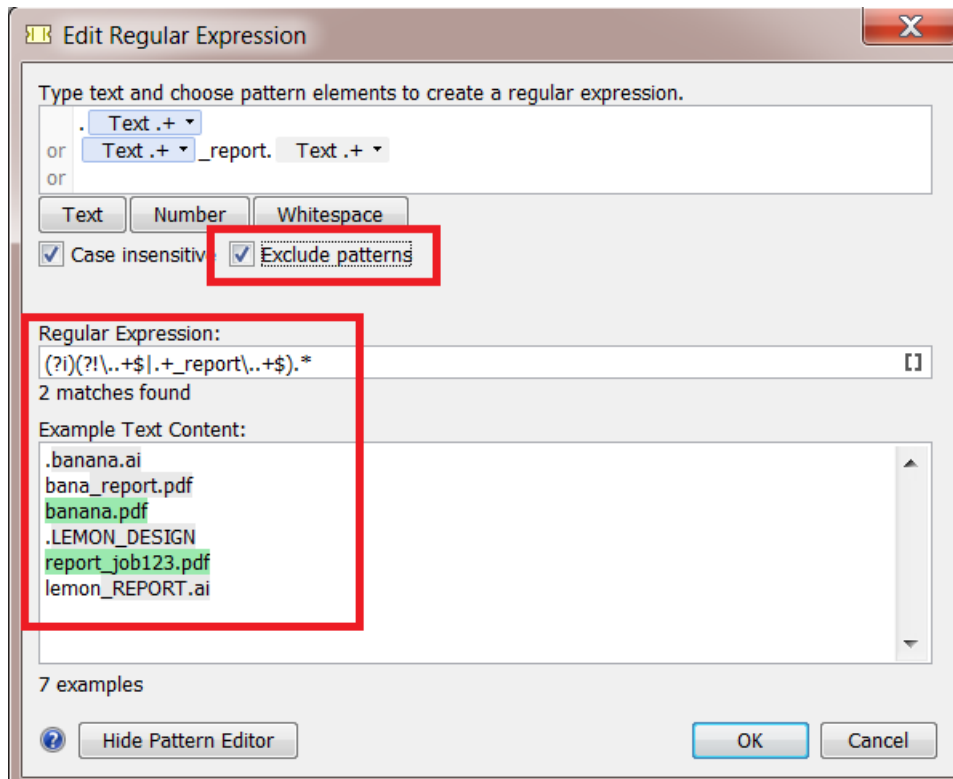 Edit Regular Expression
X
Type text and choose pattern elements to create a regular expression.
. Text .+
or Text .+ _report. Text .+
or
Text Number Whitespace
Case insensitive Exclude patterns
Regular Expression:
(?i)(?!\..+$|.+_report\..+$).*
2 matches found
Example Text Content:
.banana.ai
bana_report.pdf
banana.pdf
.LEMON_DESIGN
report_job123.pdf
lemon_REPORT.ai
7 examples
? Hide Pattern Editor OK Cancel